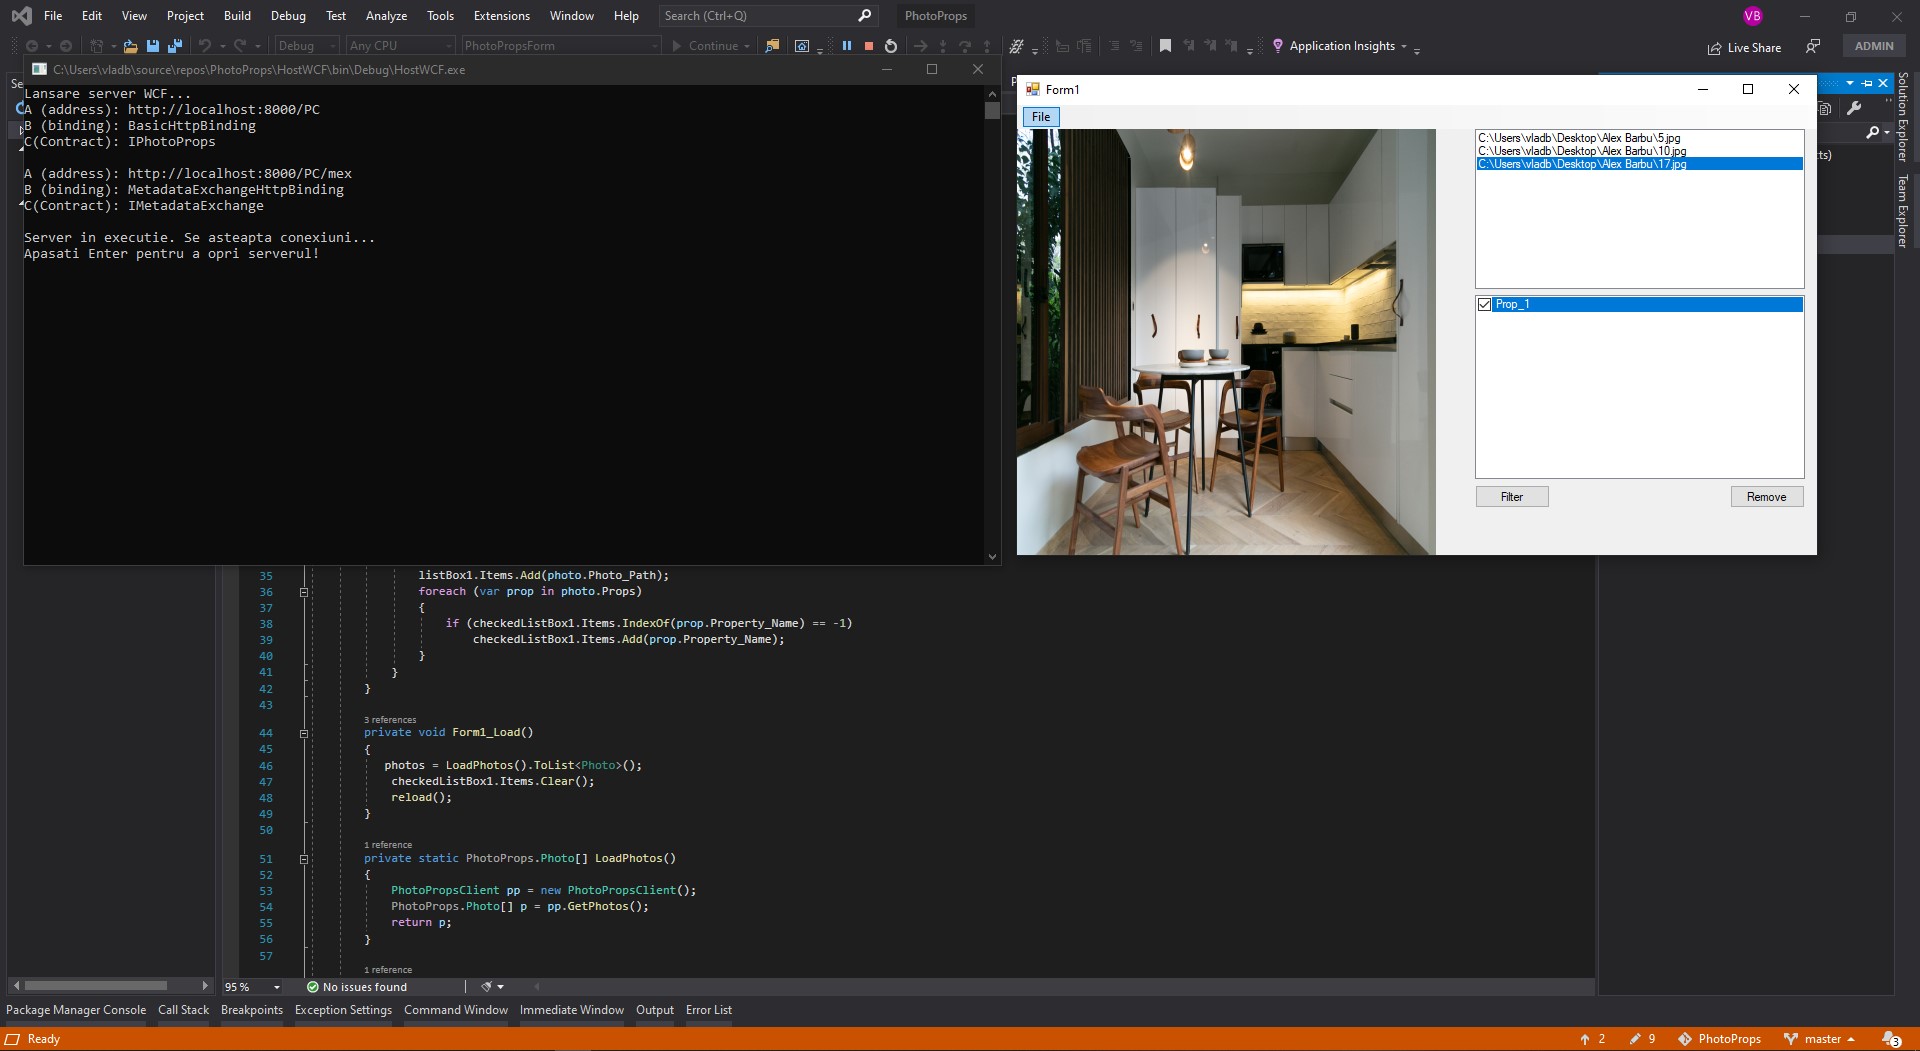 File Edit View Project Build Debug Test Analyze Tools Extensions Window Help Search (Ctrl+Q) PhotoProps VB
Debug Any CPU PhotoPropsForm Continue Application Insights Live Share ADMIN
C:\Users\vladb\source\repos\PhotoProps\HostWCF\bin\Debug\HostWCF.exe
Lansare server WCF...
A (address): http://localhost:8000/PC
B (binding): BasicHttpBinding
C(Contract): IPhotoProps
A (address): http://localhost:8000/PC/mex
B (binding): MetadataExchangeHttpBinding
C(Contract): IMetadataExchange
Server in executie. Se asteapta conexiuni...
Apasati Enter pentru a opri serverul!
Form1
File
C:\Users\vladb\Desktop\Alex Barbu\5.jpg
C:\Users\vladb\Desktop\Alex Barbu\10.jpg
C:\Users\vladb\Desktop\Alex Barbu\17.jpg
Prop_1
Filter Remove
Solution Explorer
Team Explorer
35 listBox1.Items.Add(photo.Photo_Path);
36 foreach (var prop in photo.Props)
37 {
38 if (checkedListBox1.Items.IndexOf(prop.Property_Name) == -1)
39 checkedListBox1.Items.Add(prop.Property_Name);
40 }
41 }
42 }
43
3 references
44 private void Form1_Load()
45 {
46 photos = LoadPhotos().ToList<Photo>();
47 checkedListBox1.Items.Clear();
48 reload();
49 }
50
1 reference
51 private static PhotoProps.Photo[] LoadPhotos()
52 {
53 PhotoPropsClient pp = new PhotoPropsClient();
54 PhotoProps.Photo[] p = pp.GetPhotos();
55 return p;
56 }
57
1 reference
95 % No issues found
Package Manager Console Call Stack Breakpoints Exception Settings Command Window Immediate Window Output Error List
Ready 2 9 PhotoProps master 3